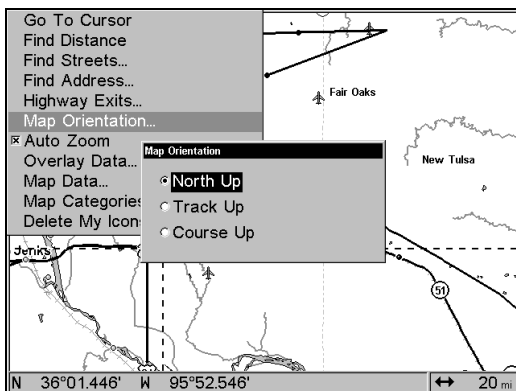 Go To Cursor
Find Distance
Find Streets...
Find Address...
Highway Exits...
Map Orientation...
Auto Zoom
Overlay Data...
Map Data...
Map Categories
Delete My Icon
Map Orientation
North Up
Track Up
Course Up
Fair Oaks
New Tulsa
Jenks
51
N 36°01.446' W 95°52.546'
↔ 20 mi